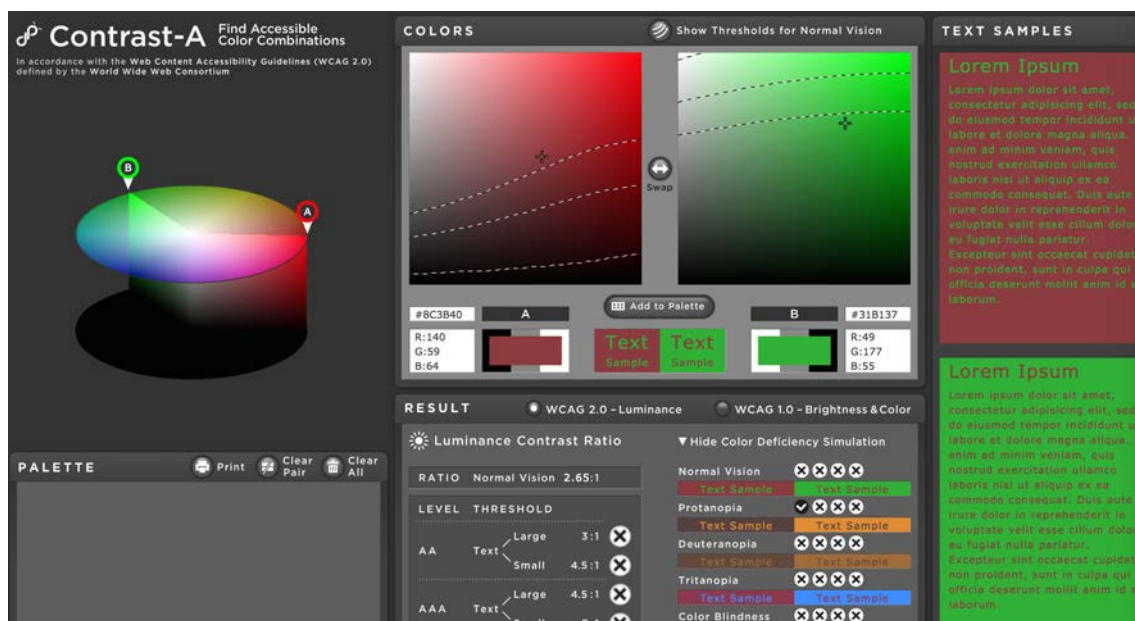 Contrast-A Find Accessible
Color Combinations
In accordance with the Web Content Accessibility Guidelines (WCAG 2.0)
defined by the World Wide Web Consortium
B
A
COLORS
Show Thresholds for Normal Vision
Swap
Add to Palette
#8C3B40 A
R:140
G:59
B:64
Text Text
Sample Sample
B #31B137
R:49
G:177
B:55
PALETTE Print Clear Pair Clear All
RESULT WCAG 2.0 – Luminance WCAG 1.0 – Brightness & Color
Luminance Contrast Ratio
RATIO Normal Vision 2.65:1
LEVEL THRESHOLD
AA Text Large 3:1
Small 4.5:1
AAA Text Large 4.5:1
Hide Color Deficiency Simulation
Normal Vision
Text Sample Text Sample
Protanopia
Text Sample Text Sample
Deuteranopia
Text Sample Text Sample
Tritanopia
Text Sample Text Sample
Color Blindness
TEXT SAMPLES
Lorem Ipsum
Lorem ipsum dolor sit amet,
consectetur adipisicing elit, sed
do eiusmod tempor incididunt u
labore et dolore magna aliqua.
enim ad minim veniam, quis
nostrud exercitation ullamco
laboris nisi ut aliquip ex ea
commodo consequat. Duis aute
irure dolor in reprehenderit in
voluptate velit esse cillum dolor
eu fugiat nulla pariatur.
Excepteur sint occaecat cupidat
non proident, sunt in culpa qui
officia deserunt mollit anim id e
laborum.
Lorem Ipsum
Lorem ipsum dolor sit amet,
consectetur adipisicing elit, sed
do eiusmod tempor incididunt u
labore et dolore magna aliqua.
enim ad minim veniam, quis
nostrud exercitation ullamco
laboris nisi ut aliquip ex ea
commodo consequat. Duis aute
irure dolor in reprehenderit in
voluptate velit esse cillum dolor
eu fugiat nulla pariatur.
Excepteur sint occaecat cupidat
non proident, sunt in culpa qui
officia deserunt mollit anim id e
laborum.